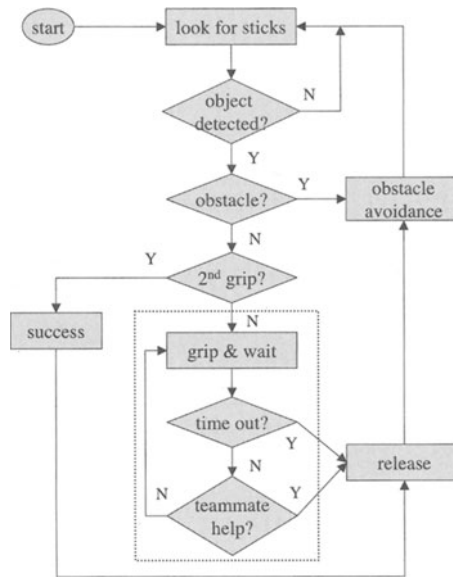 start
look for sticks
N
object
detected?
Y
obstacle?
Y
obstacle
avoidance
N
Y
2nd grip?
N
success
grip & wait
time out?
Y
N
release
N
teammate
help?
Y